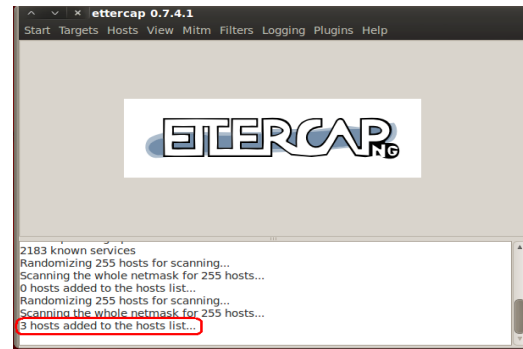 ettercap 0.7.4.1
Start Targets Hosts View Mitm Filters Logging Plugins Help
ETTERCAP
NG
2183 known services
Randomizing 255 hosts for scanning...
Scanning the whole netmask for 255 hosts...
0 hosts added to the hosts list...
Randomizing 255 hosts for scanning...
Scanning the whole netmask for 255 hosts...
3 hosts added to the hosts list...